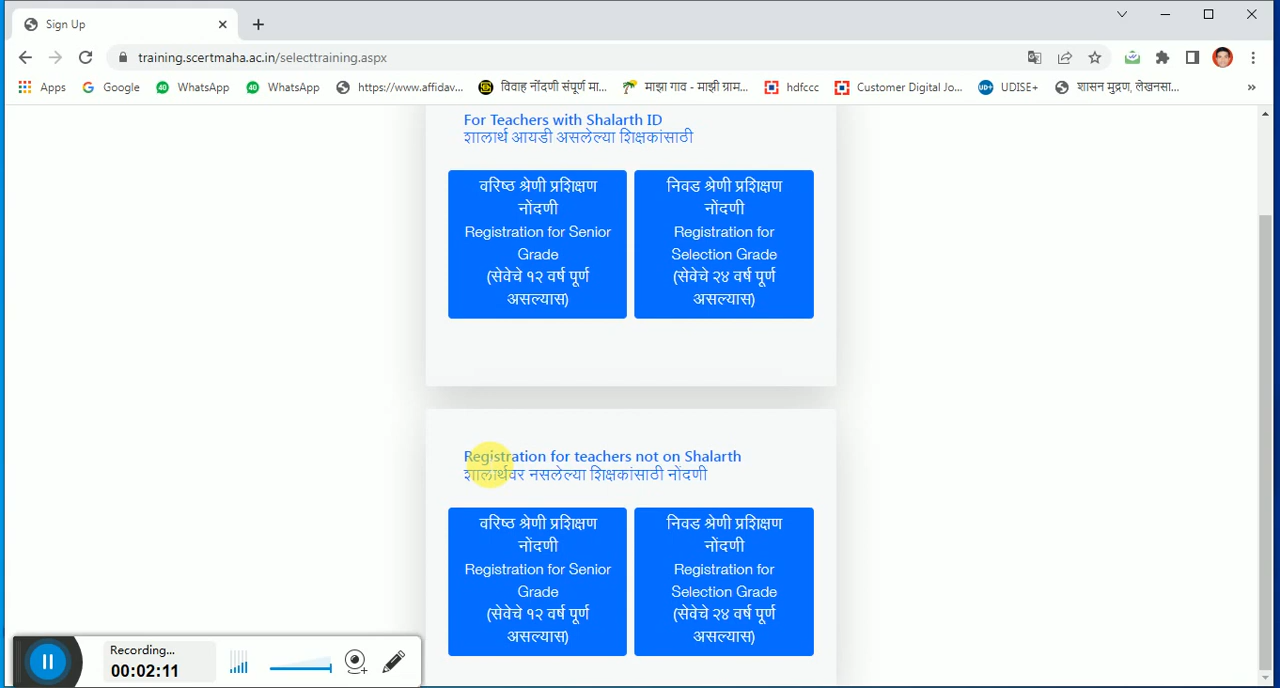 Sign Up
training.scertmaha.ac.in/selecttraining.aspx
Apps Google WhatsApp WhatsApp https://www.affidav... विवाह नोंदणी संपूर्ण मा... माझा गाव - माझी ग्राम... hdfccc Customer Digital Jo... UDISE+ शासन मुद्रण, लेखनसा... »
For Teachers with Shalarth ID
शालार्थ आयडी असलेल्या शिक्षकांसाठी
वरिष्ठ श्रेणी प्रशिक्षण
नोंदणी
Registration for Senior
Grade
(सेवेचे १२ वर्ष पूर्ण
असल्यास)
निवड श्रेणी प्रशिक्षण
नोंदणी
Registration for
Selection Grade
(सेवेचे २४ वर्ष पूर्ण
असल्यास)
Registration for teachers not on Shalarth
शालार्थवर नसलेल्या शिक्षकांसाठी नोंदणी
वरिष्ठ श्रेणी प्रशिक्षण
नोंदणी
Registration for Senior
Grade
(सेवेचे १२ वर्ष पूर्ण
असल्यास)
निवड श्रेणी प्रशिक्षण
नोंदणी
Registration for
Selection Grade
(सेवेचे २४ वर्ष पूर्ण
असल्यास)
Recording...
00:02:11